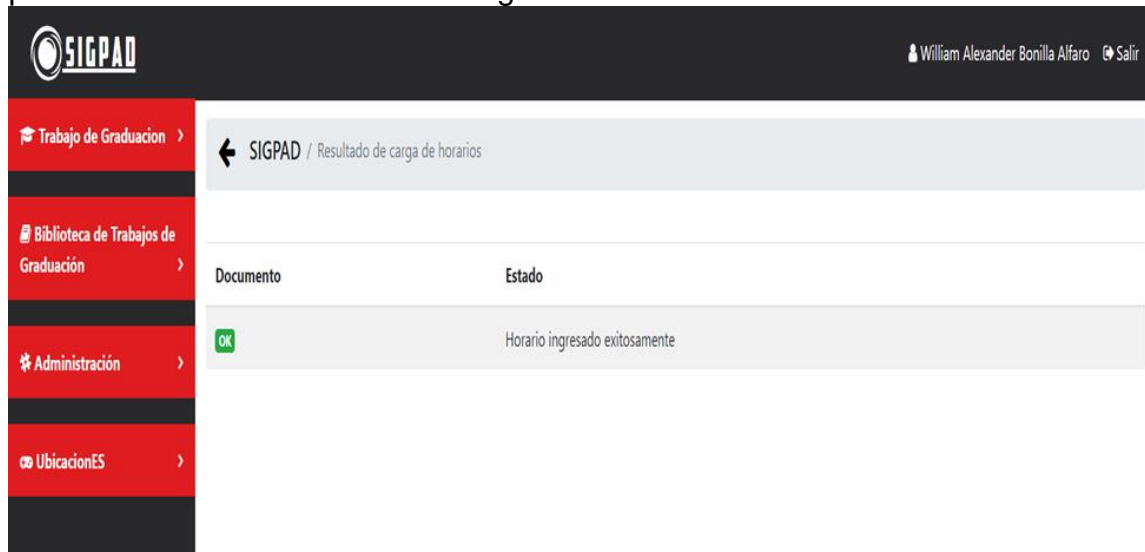 SIGPAD
William Alexander Bonilla Alfaro Salir
Trabajo de Graduacion
SIGPAD / Resultado de carga de horarios
Biblioteca de Trabajos de
Graduación
Documento Estado
OK Horario ingresado exitosamente
Administración
UbicacionES